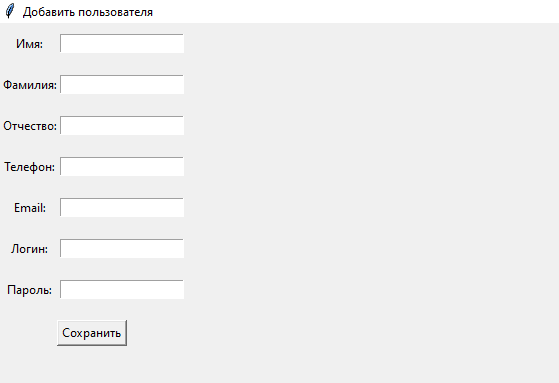 Добавить пользователя
Имя:
Фамилия:
Отчество:
Телефон:
Email:
Логин:
Пароль:
Сохранить